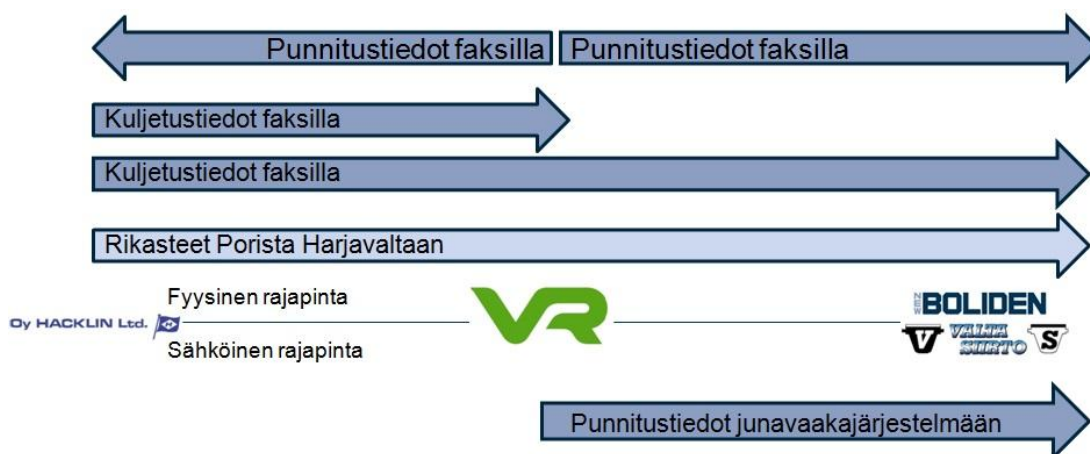 Punnitustiedot faksilla Punnitustiedot faksilla
Kuljetustiedot faksilla
Kuljetustiedot faksilla
Rikasteet Porista Harjavaltaan
Fyysinen rajapinta
Oy HACKLIN Ltd.
VR
BOLIDEN
V VALTA SIIRTO S
Sähköinen rajapinta
Punnitustiedot junavaakajärjestelmään